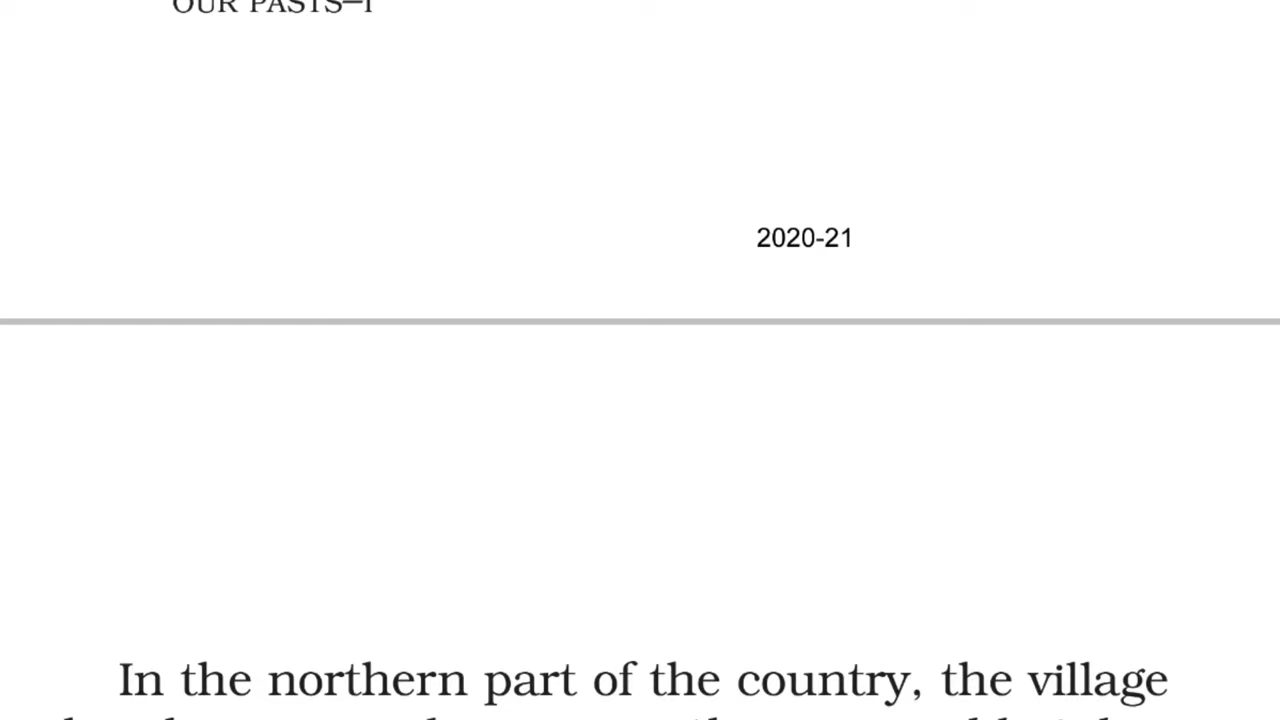 OUR PASTS–I
2020-21
In the northern part of the country, the village